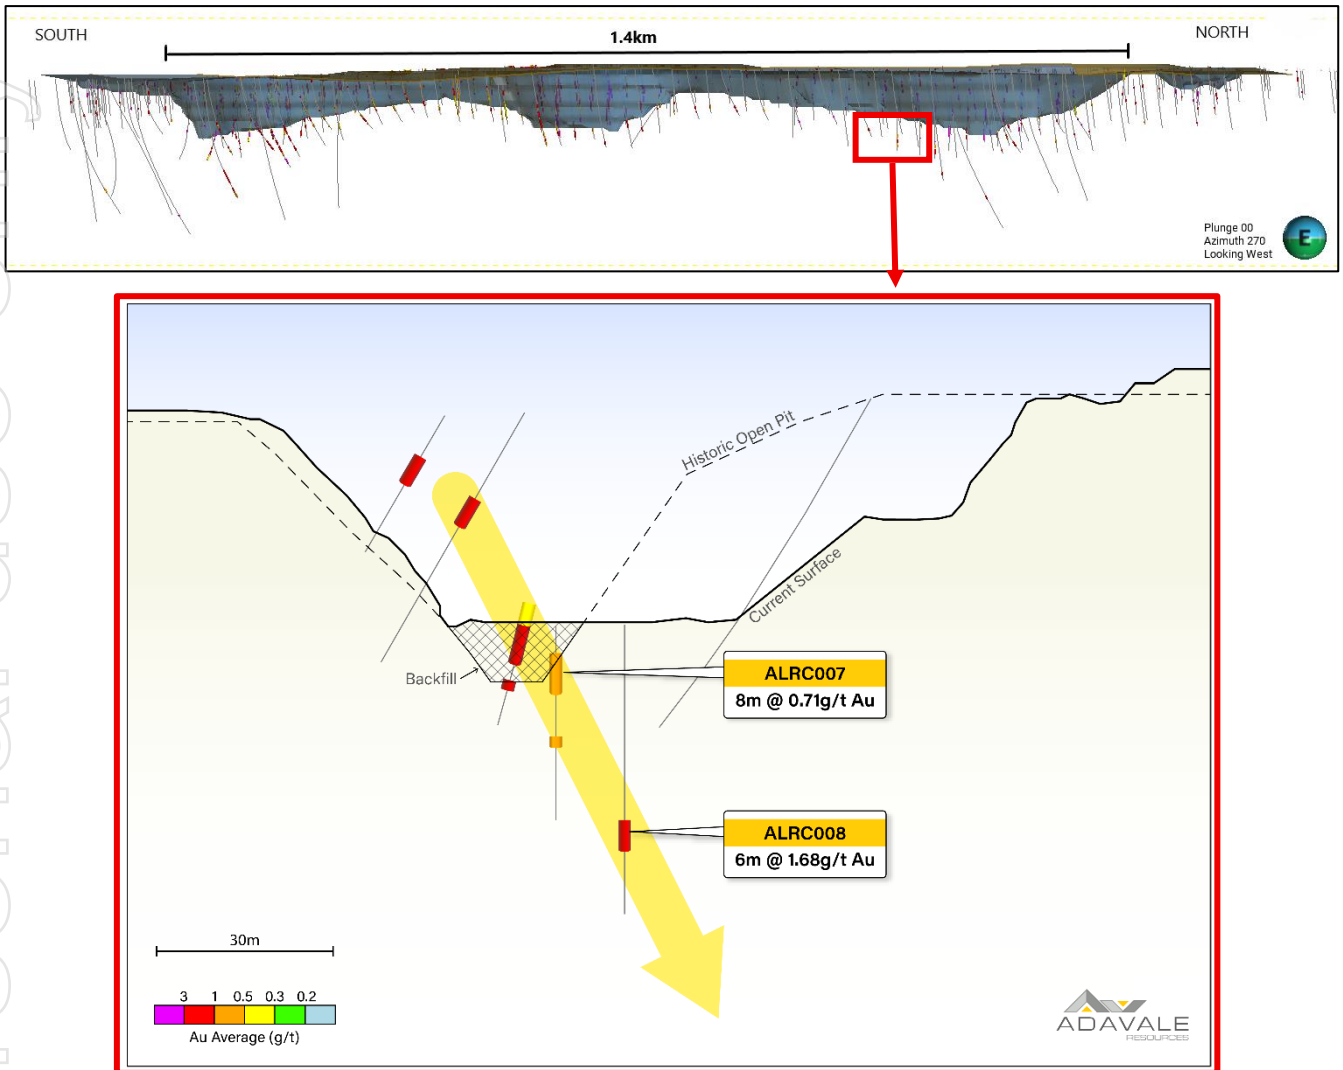 SOUTH
1.4km
NORTH
Plunge 00
Azimuth 270
Looking West
E
Historic Open Pit
Current Surface
Backfill
ALRC007
8m @ 0.71g/t Au
ALRC008
6m @ 1.68g/t Au
30m
3 1 0.5 0.3 0.2
Au Average (g/t)
ADAVALE
RESOURCES